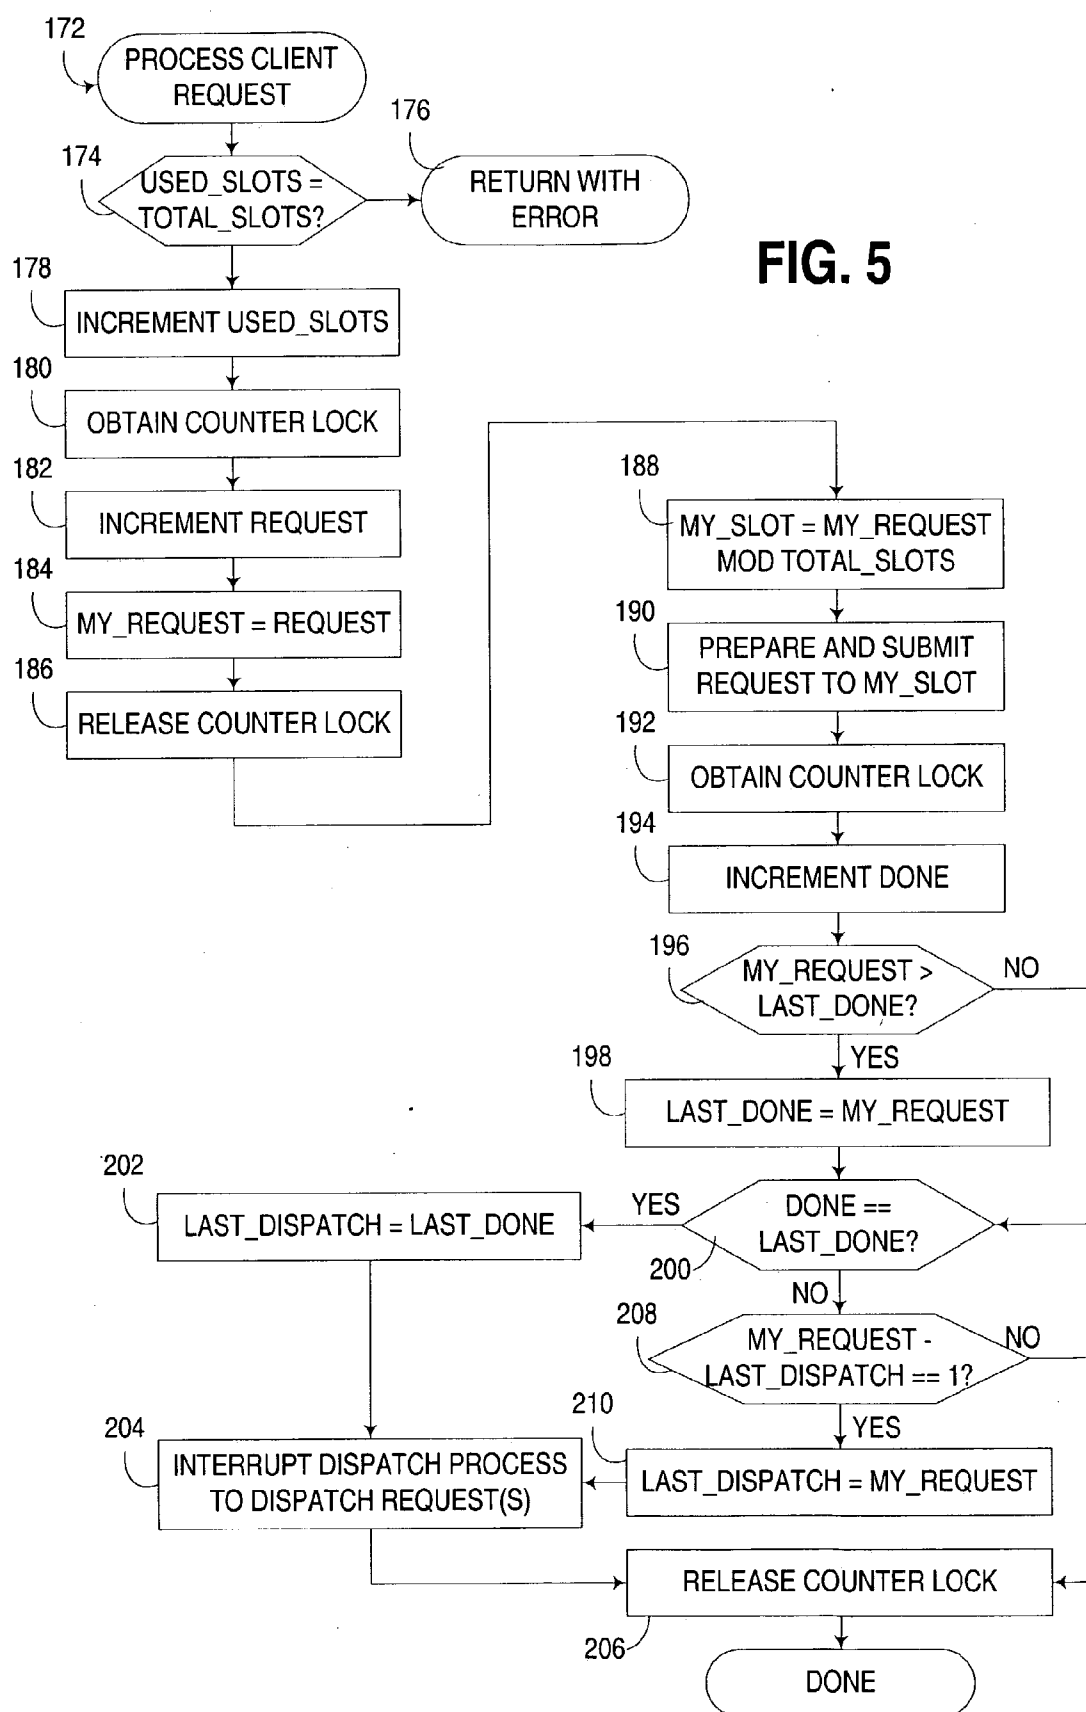 172
PROCESS CLIENT
REQUEST
174
USED_SLOTS =
TOTAL_SLOTS?
176
RETURN WITH
ERROR
FIG. 5
178
INCREMENT USED_SLOTS
180
OBTAIN COUNTER LOCK
182
INCREMENT REQUEST
184
MY_REQUEST = REQUEST
186
RELEASE COUNTER LOCK
188
MY_SLOT = MY_REQUEST
MOD TOTAL_SLOTS
190
PREPARE AND SUBMIT
REQUEST TO MY_SLOT
192
OBTAIN COUNTER LOCK
194
INCREMENT DONE
196
MY_REQUEST >
LAST_DONE?
NO
YES
198
LAST_DONE = MY_REQUEST
200
DONE ==
LAST_DONE?
YES
202
LAST_DISPATCH = LAST_DONE
NO
208
MY_REQUEST -
LAST_DISPATCH == 1?
NO
YES
210
LAST_DISPATCH = MY_REQUEST
204
INTERRUPT DISPATCH PROCESS
TO DISPATCH REQUEST(S)
RELEASE COUNTER LOCK
206
DONE